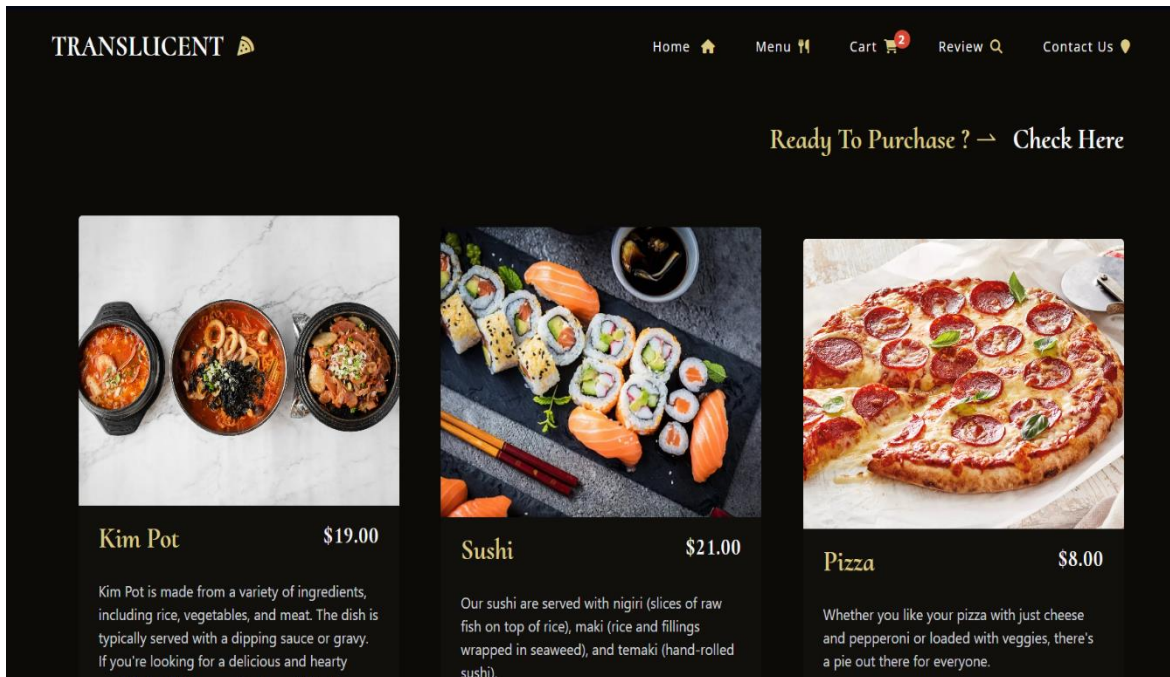 TRANSLUCENT
Home Menu Cart 2 Review Contact Us
Ready To Purchase ? → Check Here
Kim Pot $19.00
Kim Pot is made from a variety of ingredients,
including rice, vegetables, and meat. The dish is
typically served with a dipping sauce or gravy.
If you're looking for a delicious and hearty
Sushi $21.00
Our sushi are served with nigiri (slices of raw
fish on top of rice), maki (rice and fillings
wrapped in seaweed), and temaki (hand-rolled
sushi).
Pizza $8.00
Whether you like your pizza with just cheese
and pepperoni or loaded with veggies, there's
a pie out there for everyone.